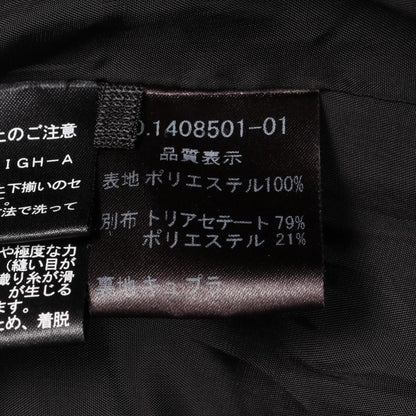 上のご注意
IGH-A
上下揃いのセ
方法で洗って
や極度な力
(縫い目が
織り糸が滑
が生じる
ます。
ため、着脱
.1408501-01
品質表示
表地 ポリエステル100%
別布 トリアセテート 79%
ポリエステル 21%
裏地 キュプラ